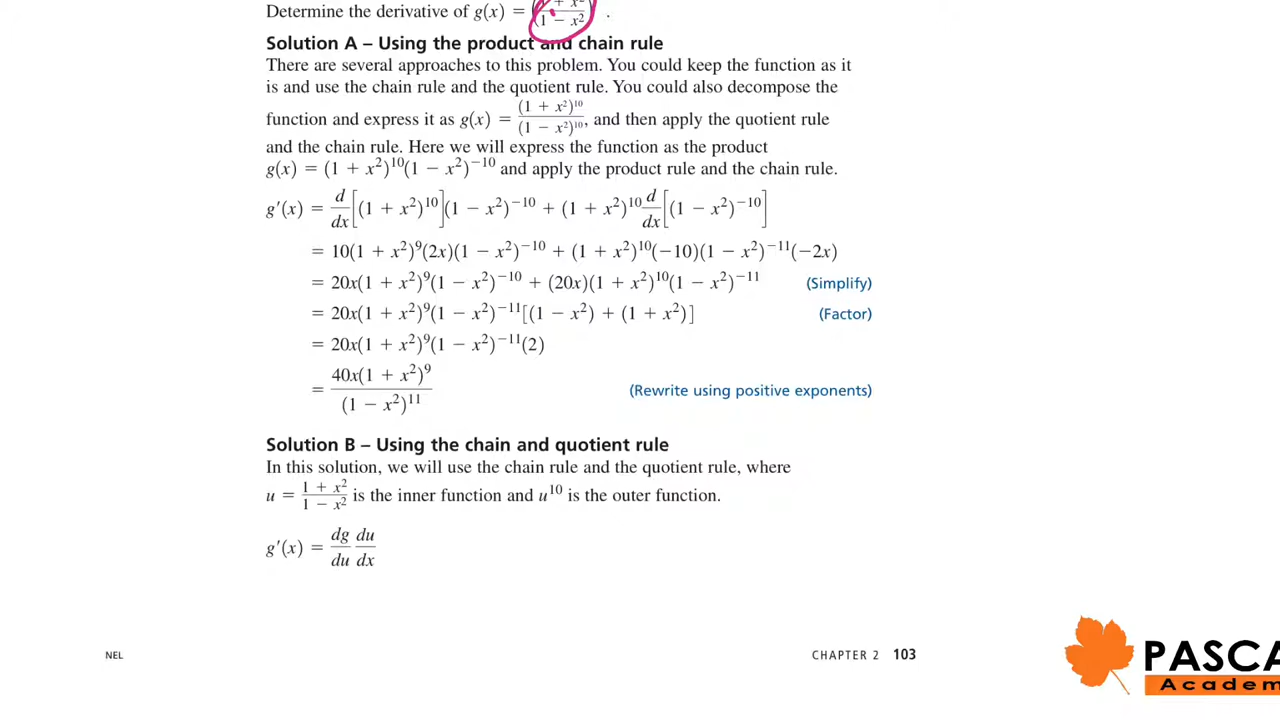 Determine the derivative of g(x) = (1 + x²/1 − x²) .
Solution A – Using the product and chain rule
There are several approaches to this problem. You could keep the function as it
is and use the chain rule and the quotient rule. You could also decompose the
function and express it as g(x) = (1 + x²)¹⁰/(1 − x²)¹⁰, and then apply the quotient rule
and the chain rule. Here we will express the function as the product
g(x) = (1 + x²)¹⁰(1 − x²)⁻¹⁰ and apply the product rule and the chain rule.
g′(x) = d/dx[(1 + x²)¹⁰](1 − x²)⁻¹⁰ + (1 + x²)¹⁰ d/dx[(1 − x²)⁻¹⁰]
= 10(1 + x²)⁹(2x)(1 − x²)⁻¹⁰ + (1 + x²)¹⁰(−10)(1 − x²)⁻¹¹(−2x)
= 20x(1 + x²)⁹(1 − x²)⁻¹⁰ + (20x)(1 + x²)¹⁰(1 − x²)⁻¹¹ (Simplify)
= 20x(1 + x²)⁹(1 − x²)⁻¹¹[(1 − x²) + (1 + x²)] (Factor)
= 20x(1 + x²)⁹(1 − x²)⁻¹¹(2)
= 40x(1 + x²)⁹/(1 − x²)¹¹ (Rewrite using positive exponents)
Solution B – Using the chain and quotient rule
In this solution, we will use the chain rule and the quotient rule, where
u = 1 + x²/1 − x² is the inner function and u¹⁰ is the outer function.
g′(x) = dg/du du/dx
NEL
CHAPTER 2 103
PASCA
Academ